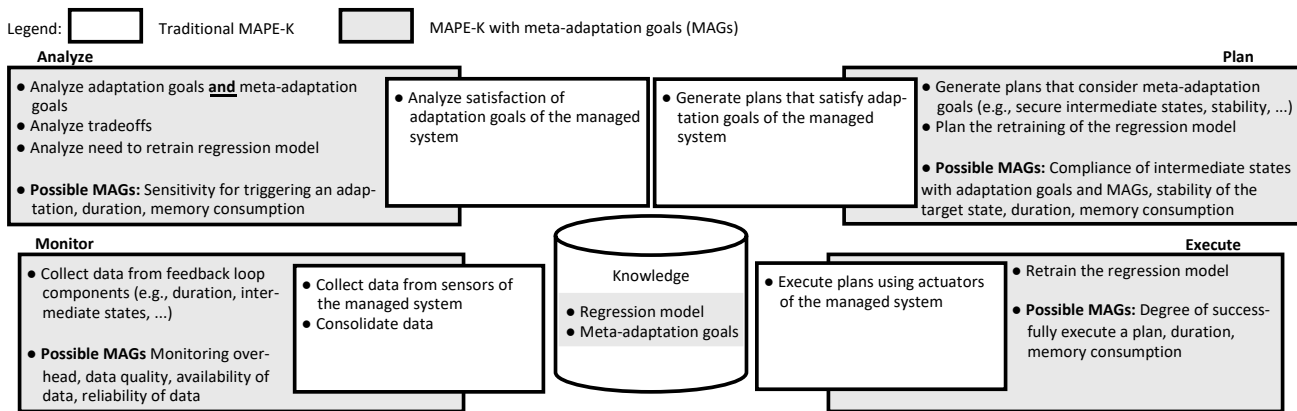 Legend:
Traditional MAPE-K
MAPE-K with meta-adaptation goals (MAGs)
Analyze
● Analyze adaptation goals and meta-adaptation
goals
● Analyze tradeoffs
● Analyze need to retrain regression model
● Possible MAGs: Sensitivity for triggering an adap-
tation, duration, memory consumption
● Analyze satisfaction of
adaptation goals of the managed
system
● Generate plans that satisfy adap-
tation goals of the managed
system
Plan
● Generate plans that consider meta-adaptation
goals (e.g., secure intermediate states, stability, ...)
● Plan the retraining of the regression model
● Possible MAGs: Compliance of intermediate states
with adaptation goals and MAGs, stability of the
target state, duration, memory consumption
Monitor
● Collect data from feedback loop
components (e.g., duration, inter-
mediate states, ...)
● Possible MAGs Monitoring over-
head, data quality, availability of
data, reliability of data
● Collect data from sensors of
the managed system
● Consolidate data
Knowledge
● Regression model
● Meta-adaptation goals
● Execute plans using actuators
of the managed system
Execute
● Retrain the regression model
● Possible MAGs: Degree of success-
fully execute a plan, duration,
memory consumption